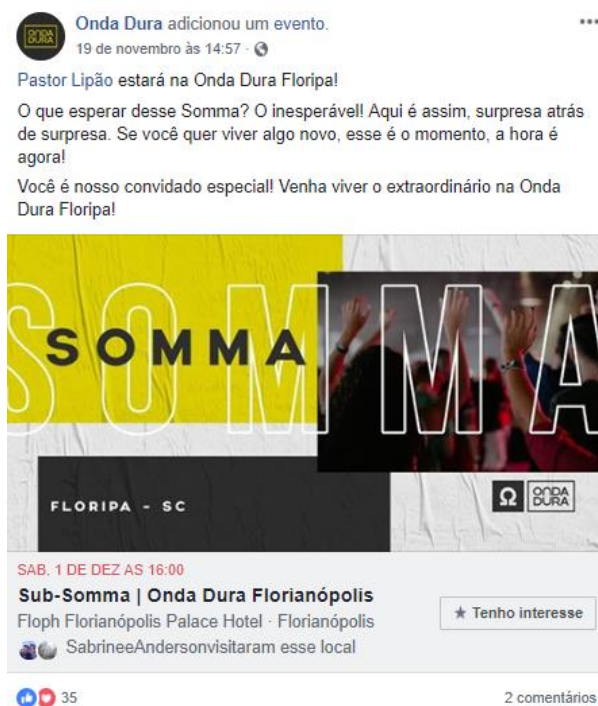 Onda Dura adicionou um evento.
19 de novembro às 14:57 ·
Pastor Lipão estará na Onda Dura Floripa!
O que esperar desse Somma? O inesperável! Aqui é assim, surpresa atrás
de surpresa. Se você quer viver algo novo, esse é o momento, a hora é
agora!
Você é nosso convidado especial! Venha viver o extraordinário na Onda
Dura Floripa!
SOMMA
SOMMA
FLORIPA - SC
Ω ONDA
DURA
SAB, 1 DE DEZ AS 16:00
Sub-Somma | Onda Dura Florianópolis
Floph Florianópolis Palace Hotel · Florianópolis
★ Tenho interesse
SabrineeAndersonvisitaram esse local
35
2 comentários